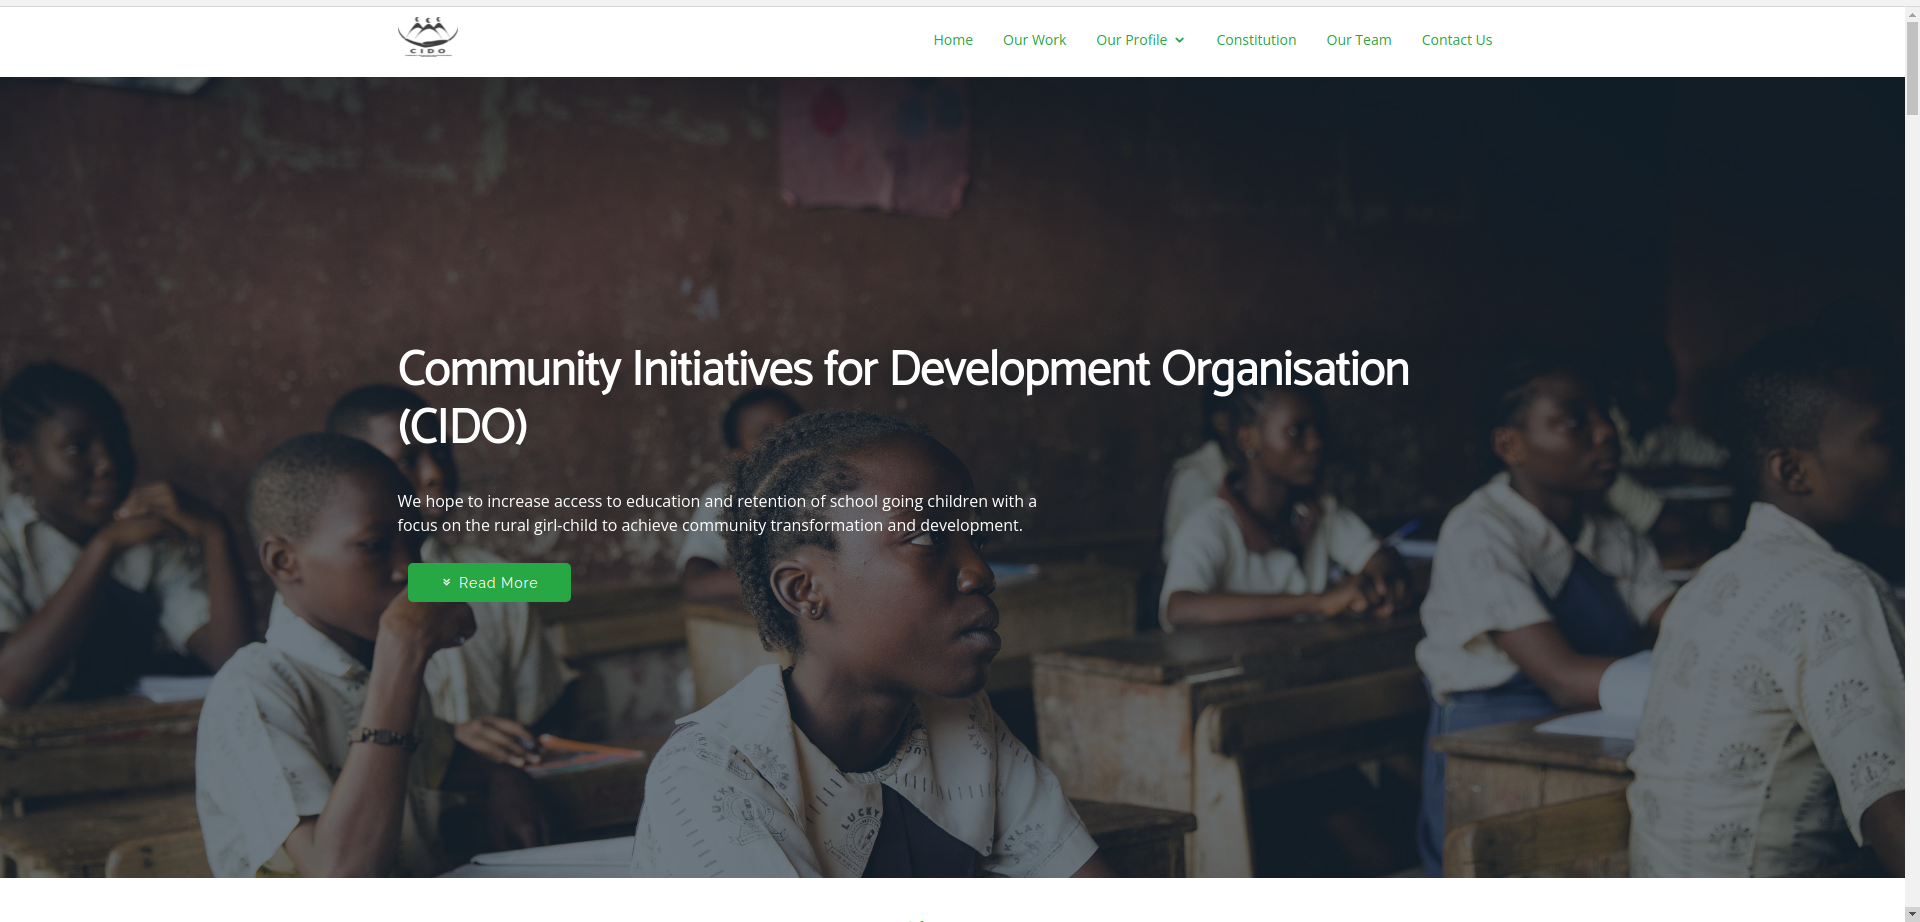 CIDO
Home
Our Work
Our Profile
Constitution
Our Team
Contact Us
Community Initiatives for Development Organisation
(CIDO)
We hope to increase access to education and retention of school going children with a
focus on the rural girl-child to achieve community transformation and development.
Read More
LUCKY